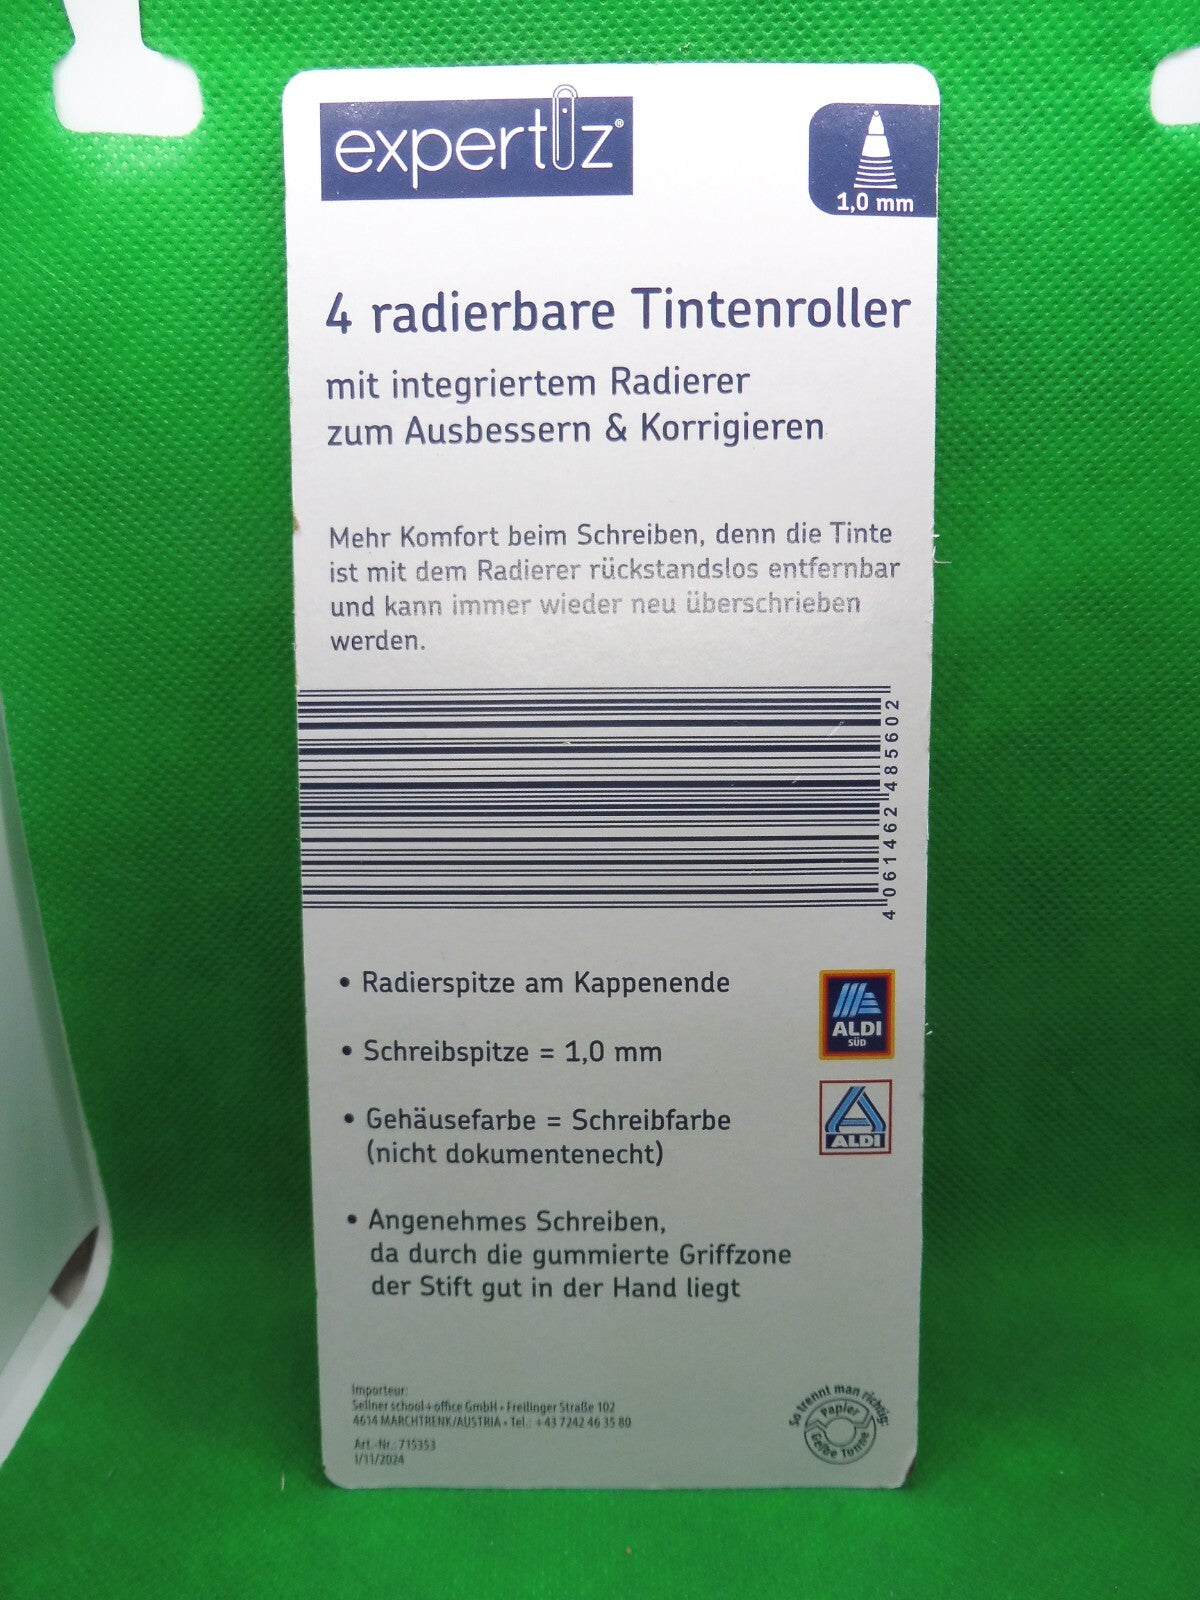 expertiz®
1,0 mm
4 radierbare Tintenroller
mit integriertem Radierer
zum Ausbessern & Korrigieren
Mehr Komfort beim Schreiben, denn die Tinte
ist mit dem Radierer rückstandslos entfernbar
und kann immer wieder neu überschrieben
werden.
4 061462 485602
• Radierspitze am Kappenende
• Schreibspitze = 1,0 mm
• Gehäusefarbe = Schreibfarbe
(nicht dokumentenecht)
• Angenehmes Schreiben,
da durch die gummierte Griffzone
der Stift gut in der Hand liegt
ALDI
SÜD
ALDI
Importeur:
Sellner school+office GmbH • Freilinger Straße 102
4614 MARCHTRENK/AUSTRIA • Tel.: +43 7242 46 35 80
Art.-Nr.: 715353
1/11/2024
So trennt man richtig:
Papier
Gelbe Tonne